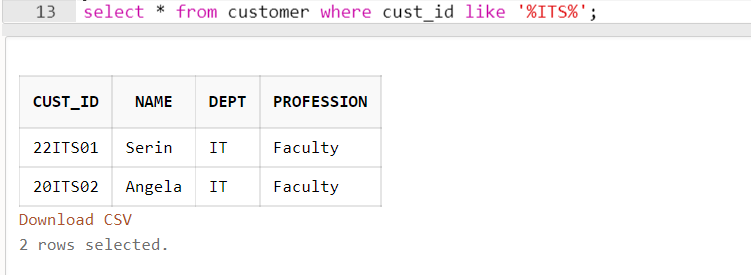 13 select * from customer where cust_id like '%ITS%';
CUST_ID NAME DEPT PROFESSION
22ITS01 Serin IT Faculty
20ITS02 Angela IT Faculty
Download CSV
2 rows selected.